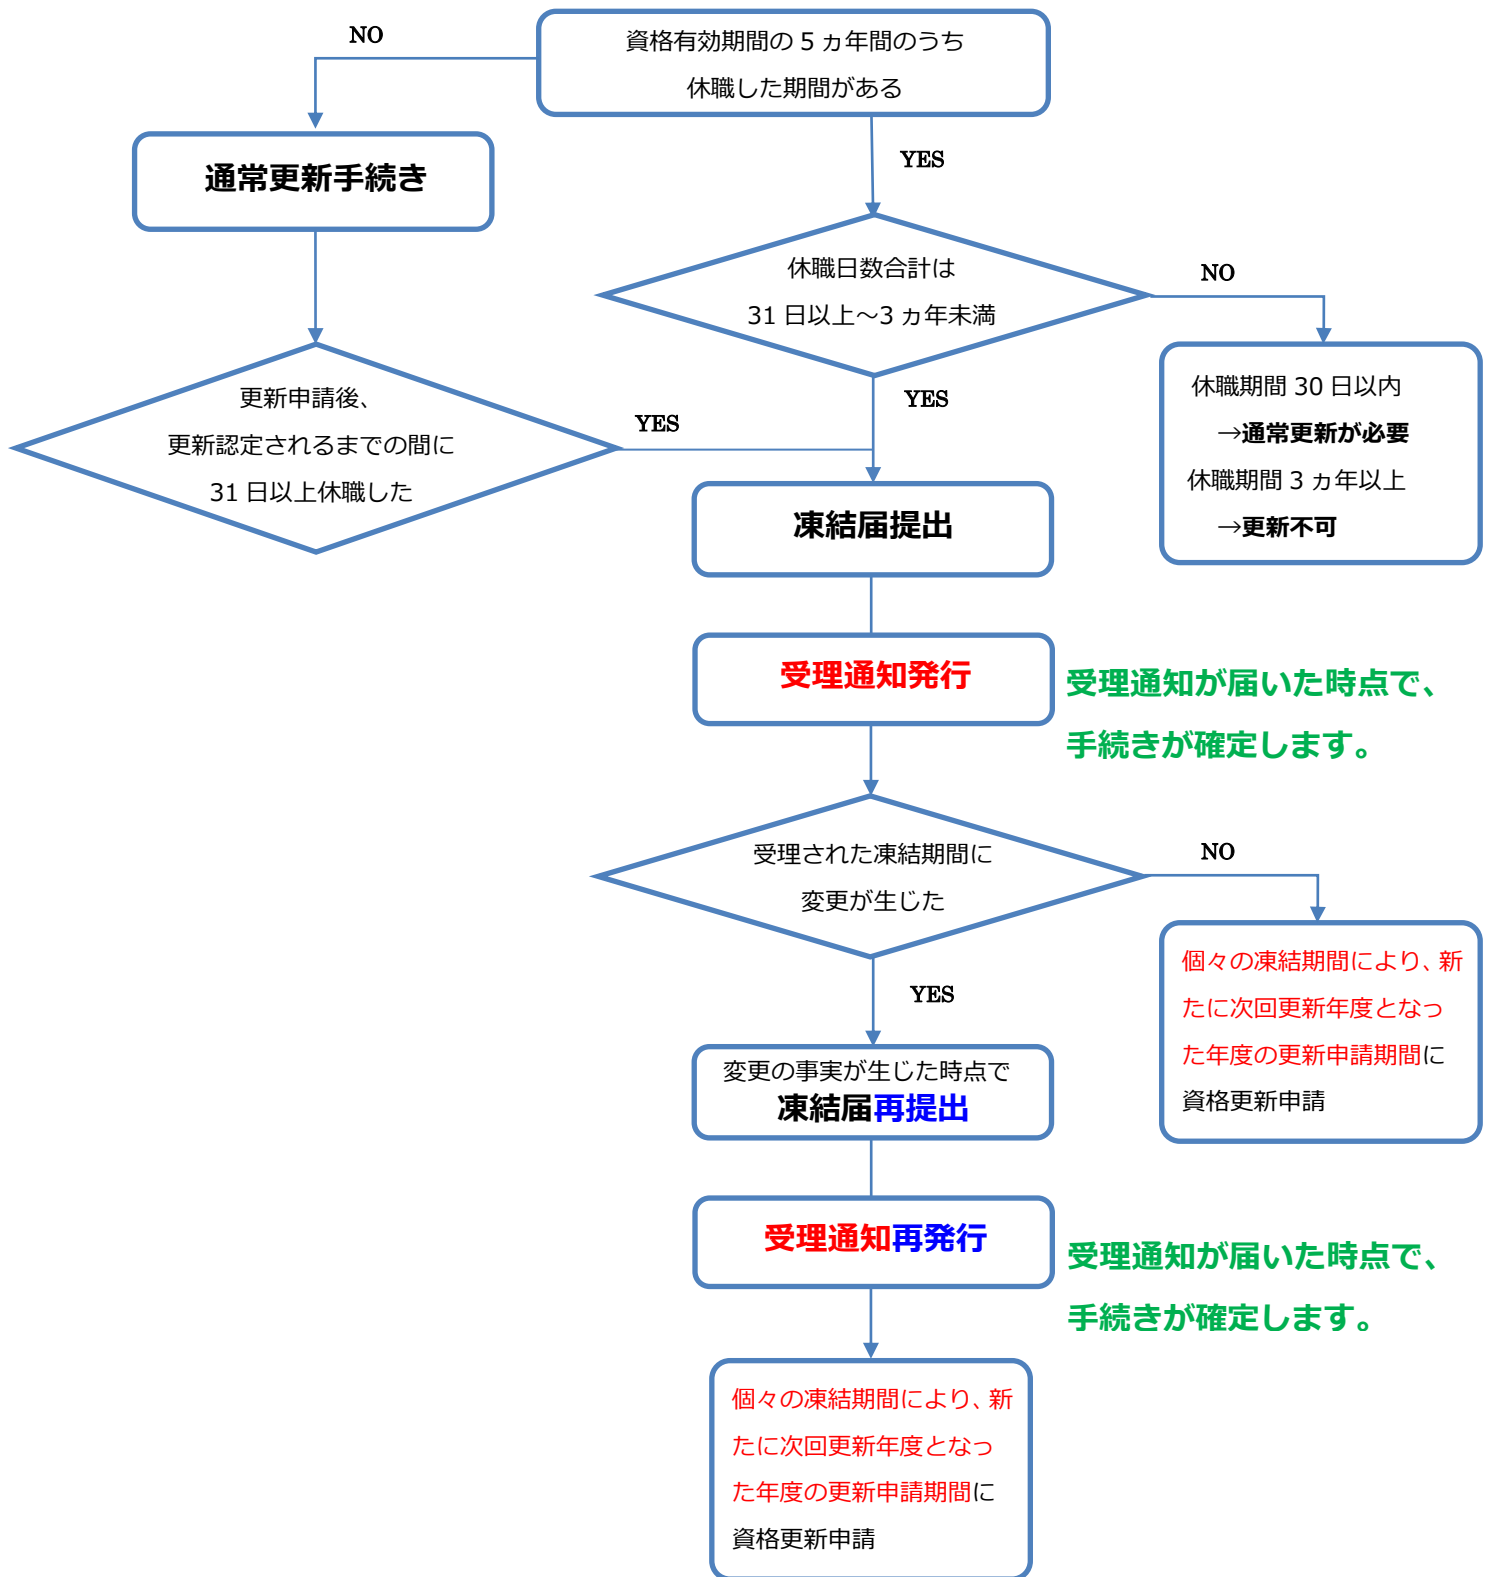 資格有効期間の 5 ヵ年間のうち
休職した期間がある
NO
YES
通常更新手続き
休職日数合計は
31 日以上～3 ヵ年未満
NO
YES
休職期間 30 日以内
→通常更新が必要
休職期間 3 ヵ年以上
→更新不可
更新申請後、
更新認定されるまでの間に
31 日以上休職した
YES
凍結届提出
受理通知発行
受理通知が届いた時点で、
手続きが確定します。
受理された凍結期間に
変更が生じた
NO
YES
個々の凍結期間により、新
たに次回更新年度となっ
た年度の更新申請期間に
資格更新申請
変更の事実が生じた時点で
凍結届再提出
受理通知再発行
受理通知が届いた時点で、
手続きが確定します。
個々の凍結期間により、新
たに次回更新年度となっ
た年度の更新申請期間に
資格更新申請